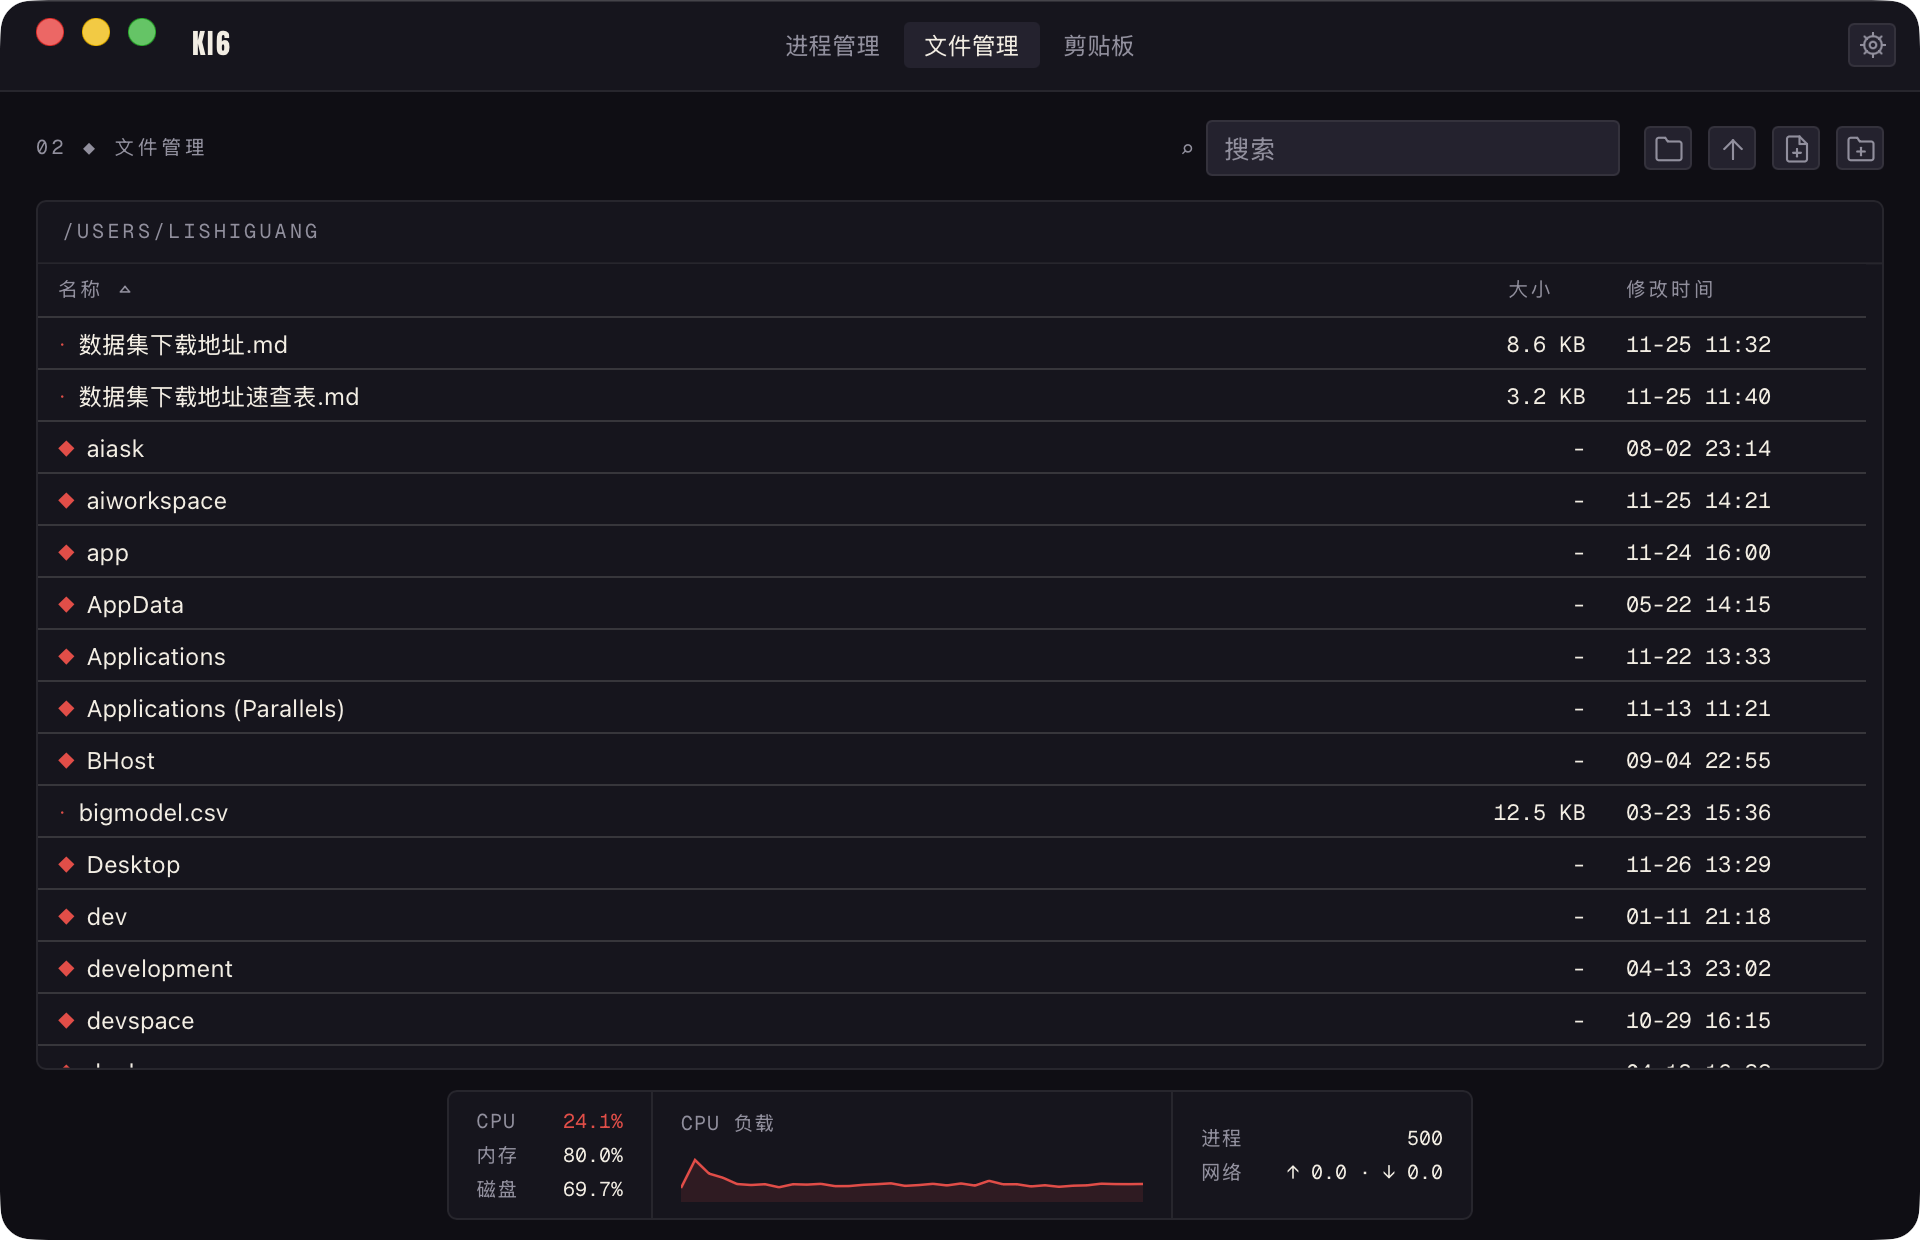 KI6
进程管理 文件管理 剪贴板
02 ◆ 文件管理
搜索
/USERS/LISHIGUANG
名称 大小 修改时间
数据集下载地址.md 8.6 KB 11-25 11:32
数据集下载地址速查表.md 3.2 KB 11-25 11:40
aiask - 08-02 23:14
aiworkspace - 11-25 14:21
app - 11-24 16:00
AppData - 05-22 14:15
Applications - 11-22 13:33
Applications (Parallels) - 11-13 11:21
BHost - 09-04 22:55
bigmodel.csv 12.5 KB 03-23 15:36
Desktop - 11-26 13:29
dev - 01-11 21:18
development - 04-13 23:02
devspace - 10-29 16:15
CPU 24.1%
内存 80.0%
磁盘 69.7%
CPU 负载
进程 500
网络 ↑ 0.0 · ↓ 0.0